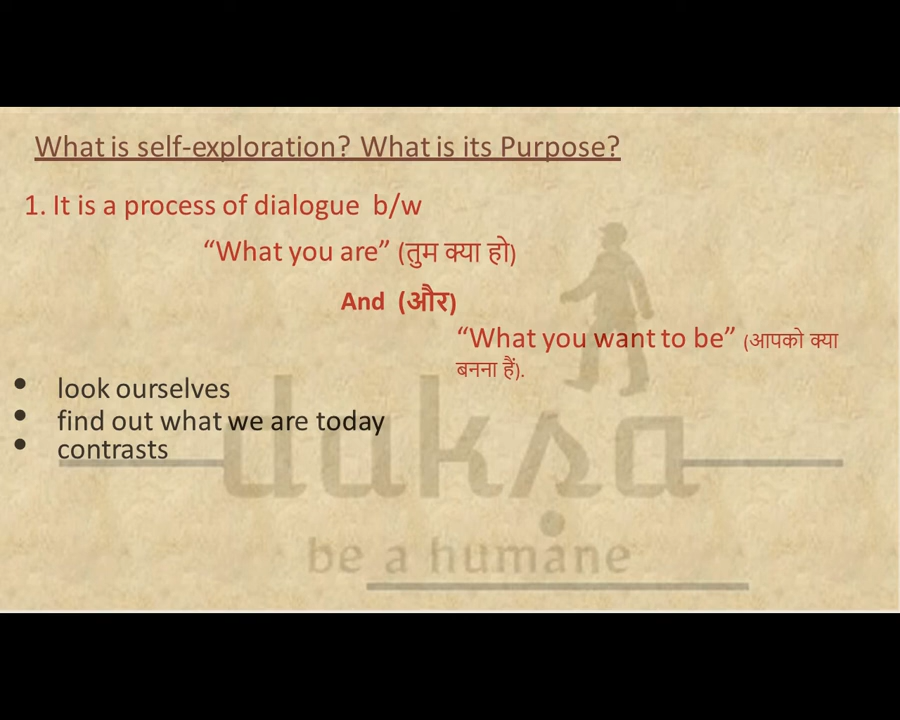 What is self-exploration? What is its Purpose?
1. It is a process of dialogue b/w
“What you are” (तुम क्या हो)
And (और)
“What you want to be” (आपको क्या
बनना हैं).
• look ourselves
• find out what we are today
• contrasts
duksa
be a humane